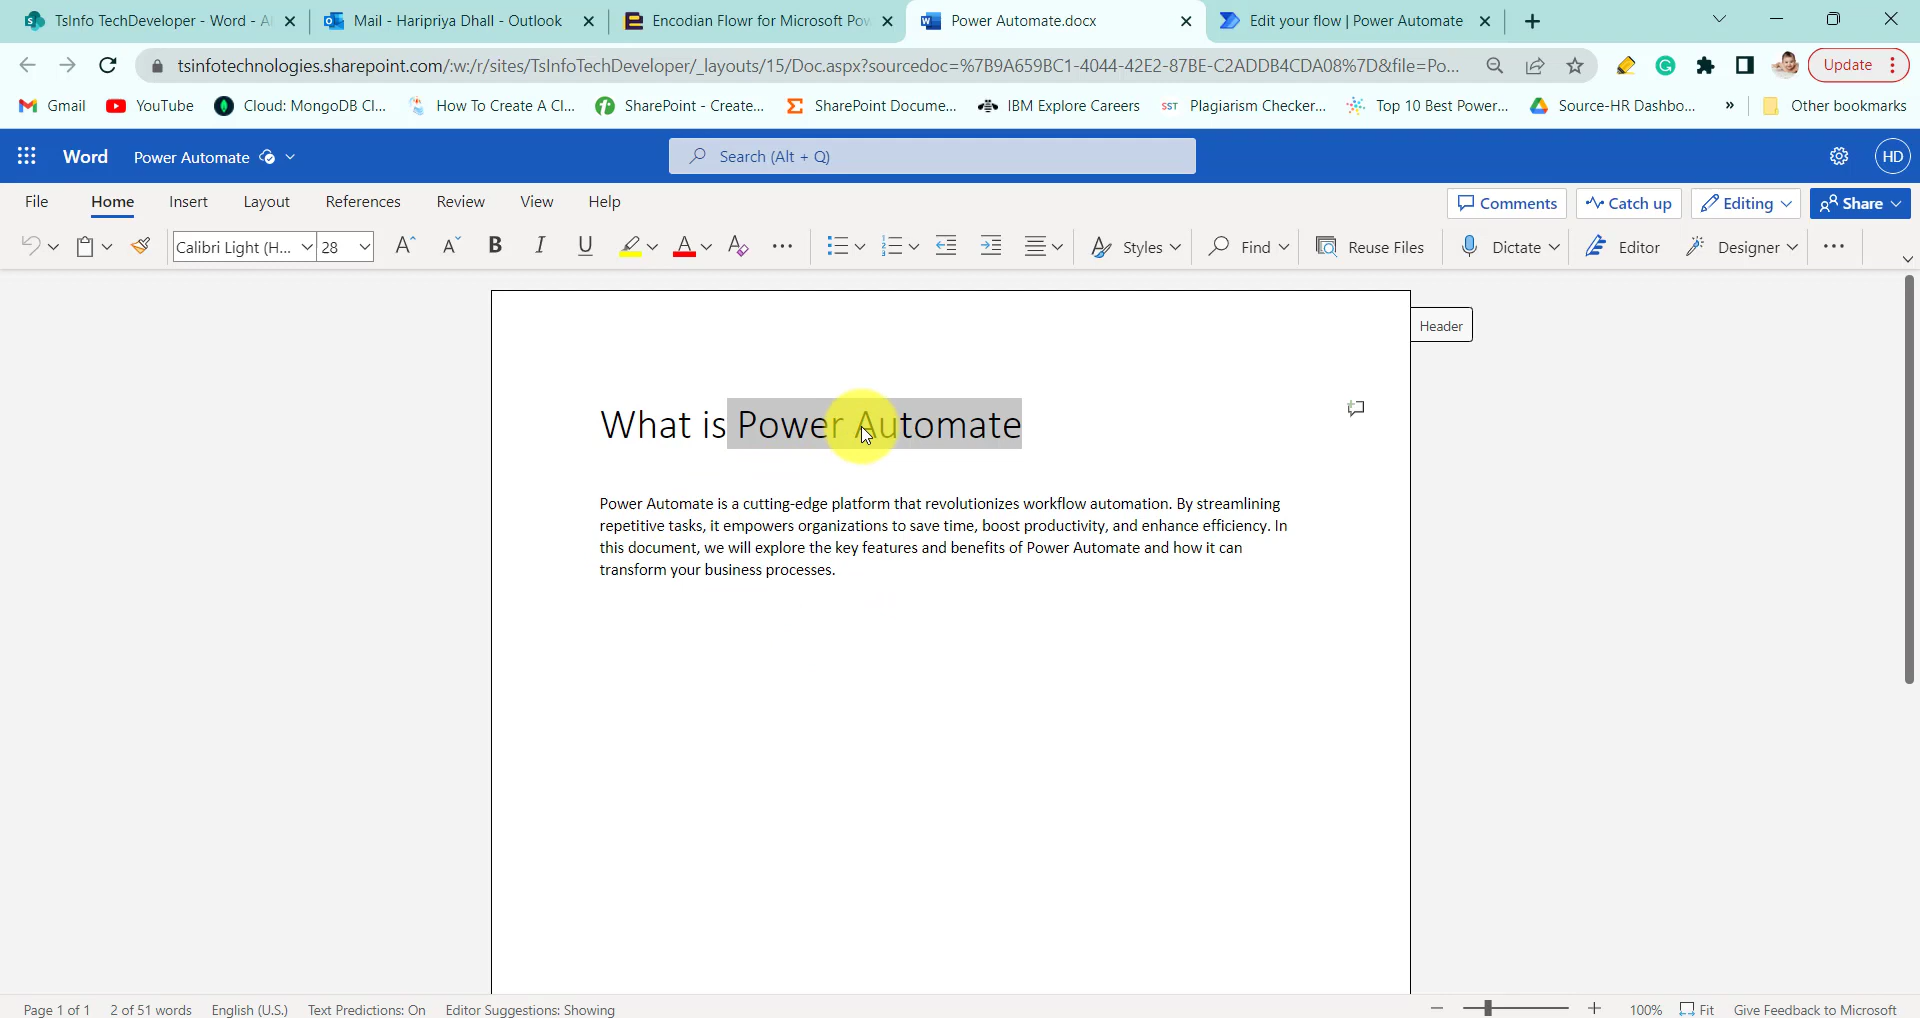 TsInfo TechDeveloper - Word - Al
Mail - Haripriya Dhall - Outlook
Encodian Flowr for Microsoft Pow
Power Automate.docx
Edit your flow | Power Automate
tsinfotechnologies.sharepoint.com/:w:/r/sites/TsInfoTechDeveloper/_layouts/15/Doc.aspx?sourcedoc=%7B9A659BC1-4044-42E2-87BE-C2ADDB4CDA08%7D&file=Po...
Update
Gmail
YouTube
Cloud: MongoDB Cl...
How To Create A Cl...
SharePoint - Create...
SharePoint Docume...
IBM Explore Careers
SST Plagiarism Checker...
Top 10 Best Power...
Source-HR Dashbo...
»
Other bookmarks
Word
Power Automate
Search (Alt + Q)
HD
File
Home
Insert
Layout
References
Review
View
Help
Comments
Catch up
Editing
Share
Calibri Light (H...
28
Styles
Find
Reuse Files
Dictate
Editor
Designer
Header
What is Power Automate
Power Automate is a cutting-edge platform that revolutionizes workflow automation. By streamlining
repetitive tasks, it empowers organizations to save time, boost productivity, and enhance efficiency. In
this document, we will explore the key features and benefits of Power Automate and how it can
transform your business processes.
Page 1 of 1
2 of 51 words
English (U.S.)
Text Predictions: On
Editor Suggestions: Showing
100%
Fit
Give Feedback to Microsoft